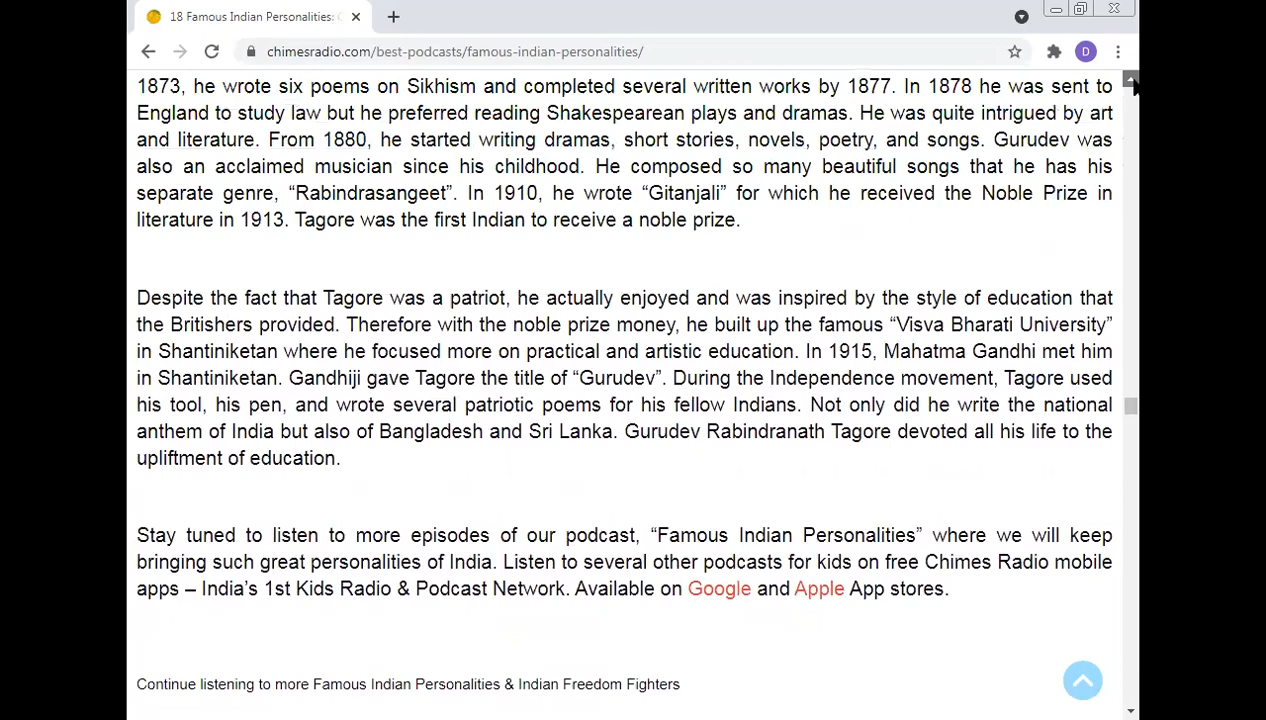 18 Famous Indian Personalities:
chimesradio.com/best-podcasts/famous-indian-personalities/
D
1873, he wrote six poems on Sikhism and completed several written works by 1877. In 1878 he was sent to
England to study law but he preferred reading Shakespearean plays and dramas. He was quite intrigued by art
and literature. From 1880, he started writing dramas, short stories, novels, poetry, and songs. Gurudev was
also an acclaimed musician since his childhood. He composed so many beautiful songs that he has his
separate genre, “Rabindrasangeet”. In 1910, he wrote “Gitanjali” for which he received the Noble Prize in
literature in 1913. Tagore was the first Indian to receive a noble prize.
Despite the fact that Tagore was a patriot, he actually enjoyed and was inspired by the style of education that
the Britishers provided. Therefore with the noble prize money, he built up the famous “Visva Bharati University”
in Shantiniketan where he focused more on practical and artistic education. In 1915, Mahatma Gandhi met him
in Shantiniketan. Gandhiji gave Tagore the title of “Gurudev”. During the Independence movement, Tagore used
his tool, his pen, and wrote several patriotic poems for his fellow Indians. Not only did he write the national
anthem of India but also of Bangladesh and Sri Lanka. Gurudev Rabindranath Tagore devoted all his life to the
upliftment of education.
Stay tuned to listen to more episodes of our podcast, “Famous Indian Personalities” where we will keep
bringing such great personalities of India. Listen to several other podcasts for kids on free Chimes Radio mobile
apps – India’s 1st Kids Radio & Podcast Network. Available on Google and Apple App stores.
Continue listening to more Famous Indian Personalities & Indian Freedom Fighters